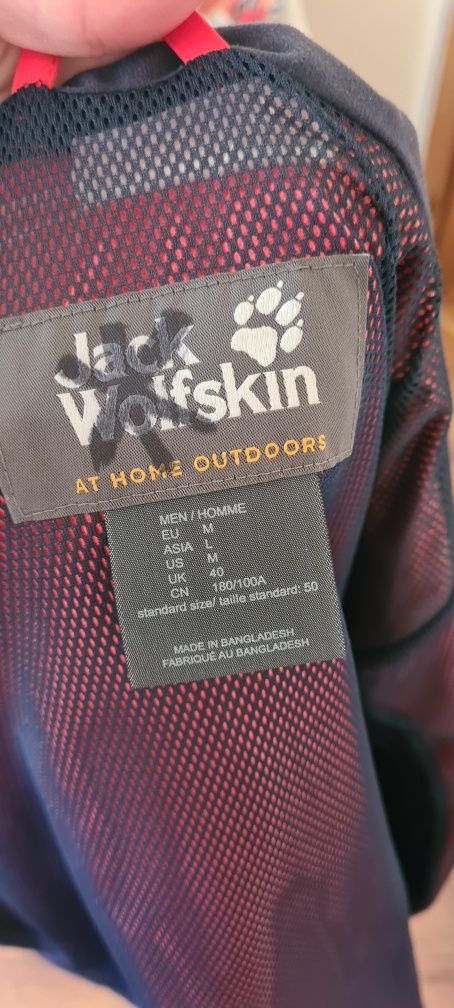 Jack
Wolfskin
AT HOME OUTDOORS
MEN / HOMME
EU M
ASIA L
US M
UK 40
CN 180/100A
standard size/ taille standard: 50
MADE IN BANGLADESH
FABRIQUÉ AU BANGLADESH